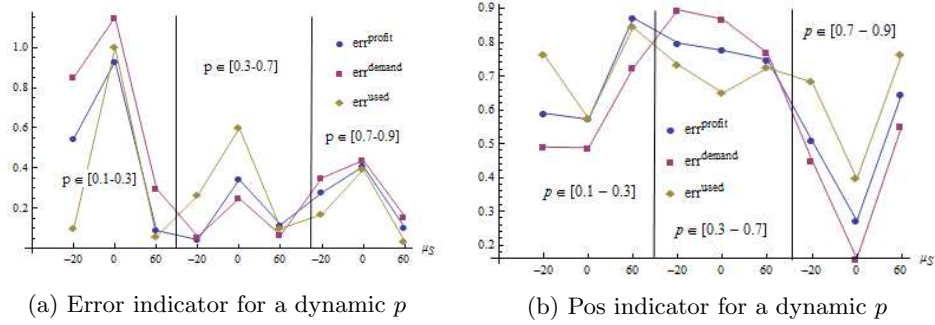 1.0
0.8
0.6
0.4
0.2
p ∈ [0.1-0.3]
p ∈ [0.3-0.7]
p ∈ [0.7-0.9]
err^profit
err^demand
err^used
−20 0 60 −20 0 60 −20 0 60 μS
(a) Error indicator for a dynamic p
0.9
0.8
0.7
0.6
0.5
0.4
0.3
0.2
p ∈ [0.1 − 0.3]
p ∈ [0.3 − 0.7]
p ∈ [0.7 − 0.9]
err^profit
err^demand
err^used
−20 0 60 −20 0 60 −20 0 60 μS
(b) Pos indicator for a dynamic p